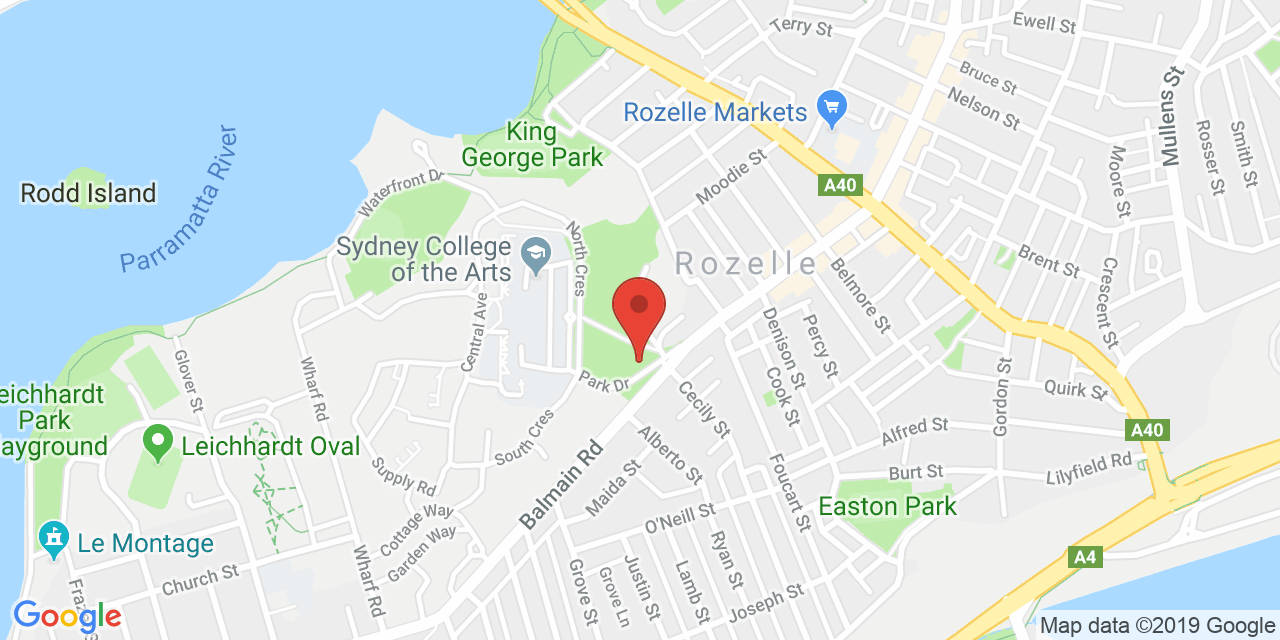 Terry St
Ewell St
Bruce St
Nelson St
Mullens St
Rosser St
Smith St
Rozelle Markets
King
George Park
A40
Moodie St
Moore St
Rodd Island
Parramatta River
Waterfront Dr
Sydney College
of the Arts
North Cres
Rozelle
Brent St
Crescent St
Belmore St
Central Ave
Denison St
Percy St
Glover St
Wharf Rd
Park Dr
Cook St
Gordon St
Quirk St
eichhardt
Park
ayground
Leichhardt Oval
South Cres
Cecily St
Alfred St
A40
Balmain Rd
Alberto St
Supply Rd
Maida St
Foucart St
Burt St
Lilyfield Rd
Easton Park
Cottage Way
Garden Way
O'Neill St
Le Montage
Church St
Wharf Rd
Grove St
Grove Ln
Justin St
Lamb St
Ryan St
Joseph St
A4
Google
Map data ©2019 Google